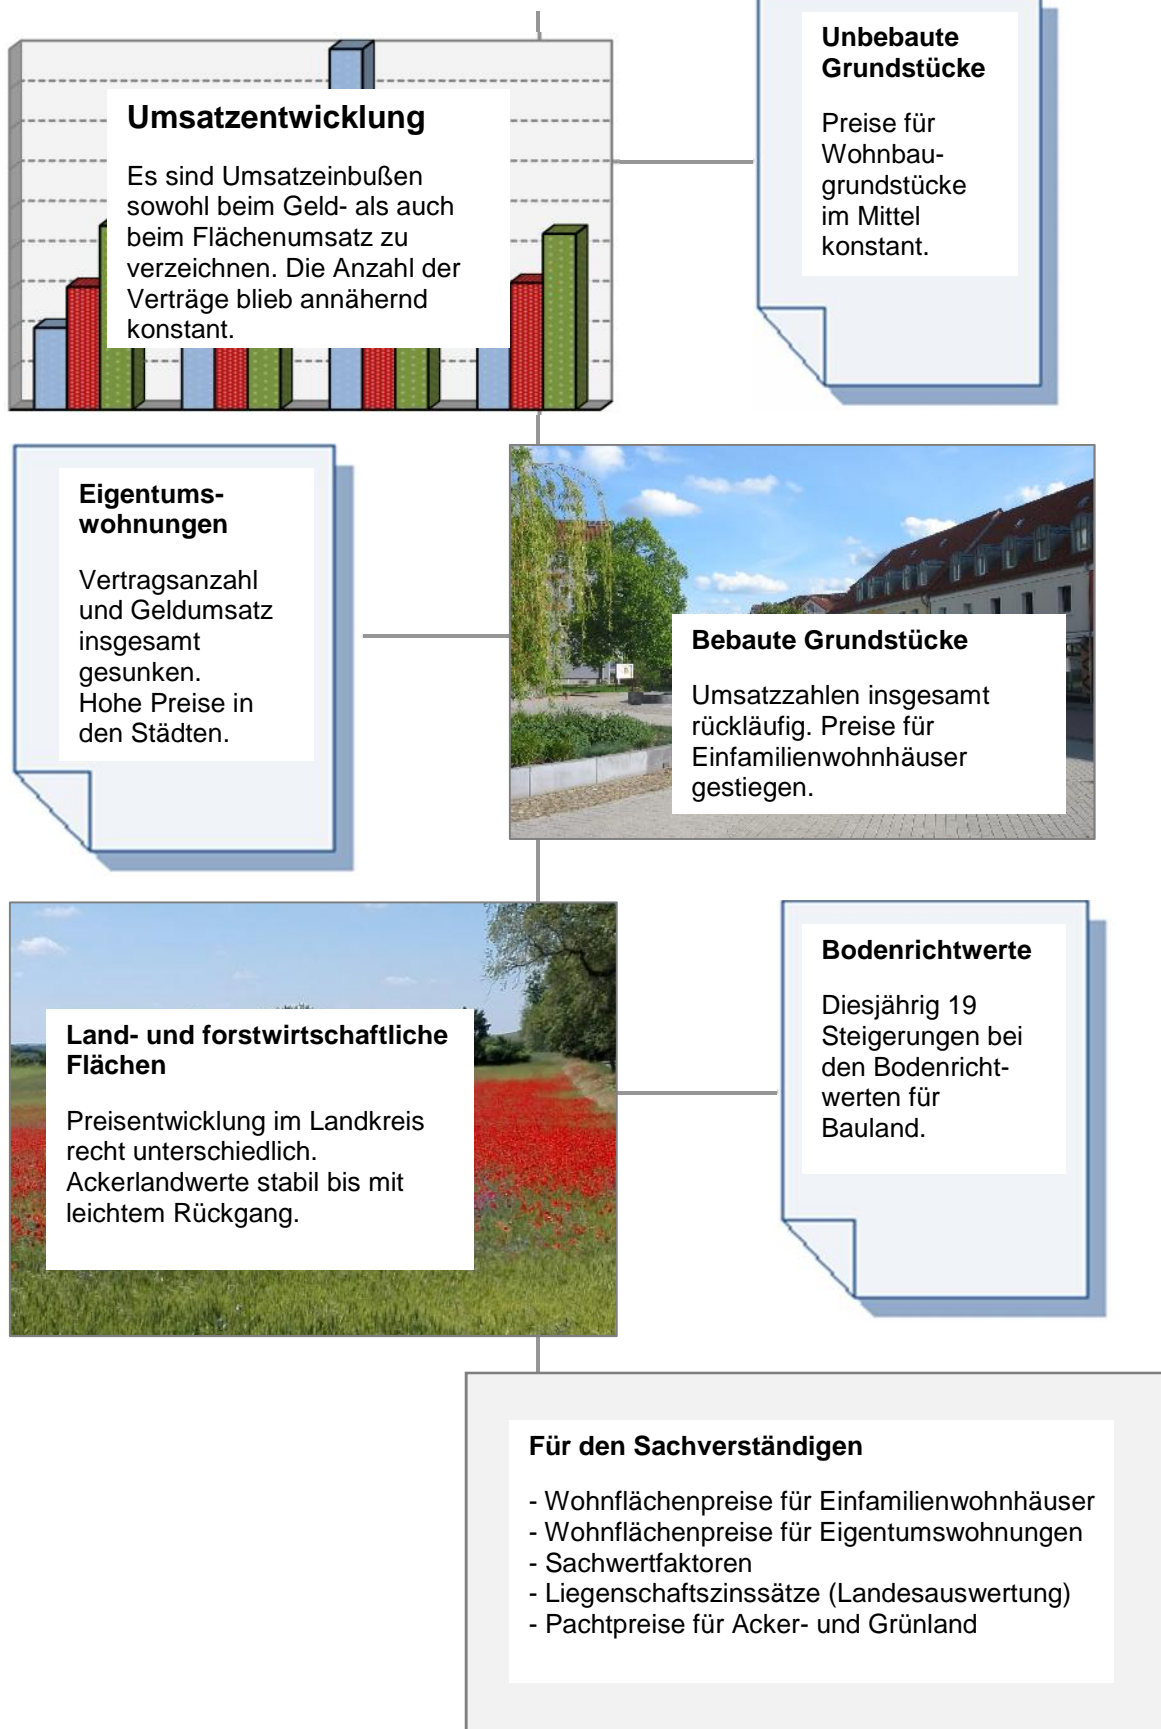 Umsatzentwicklung
Es sind Umsatzeinbußen
sowohl beim Geld- als auch
beim Flächenumsatz zu
verzeichnen. Die Anzahl der
Verträge blieb annähernd
konstant.
Unbebaute
Grundstücke
Preise für
Wohnbau-
grundstücke
im Mittel
konstant.
Eigentums-
wohnungen
Vertragsanzahl
und Geldumsatz
insgesamt
gesunken.
Hohe Preise in
den Städten.
Bebaute Grundstücke
Umsatzzahlen insgesamt
rückläufig. Preise für
Einfamilienwohnhäuser
gestiegen.
Land- und forstwirtschaftliche
Flächen
Preisentwicklung im Landkreis
recht unterschiedlich.
Ackerlandwerte stabil bis mit
leichtem Rückgang.
Bodenrichtwerte
Diesjährig 19
Steigerungen bei
den Bodenricht-
werten für
Bauland.
Für den Sachverständigen
- Wohnflächenpreise für Einfamilienwohnhäuser
- Wohnflächenpreise für Eigentumswohnungen
- Sachwertfaktoren
- Liegenschaftszinssätze (Landesauswertung)
- Pachtpreise für Acker- und Grünland